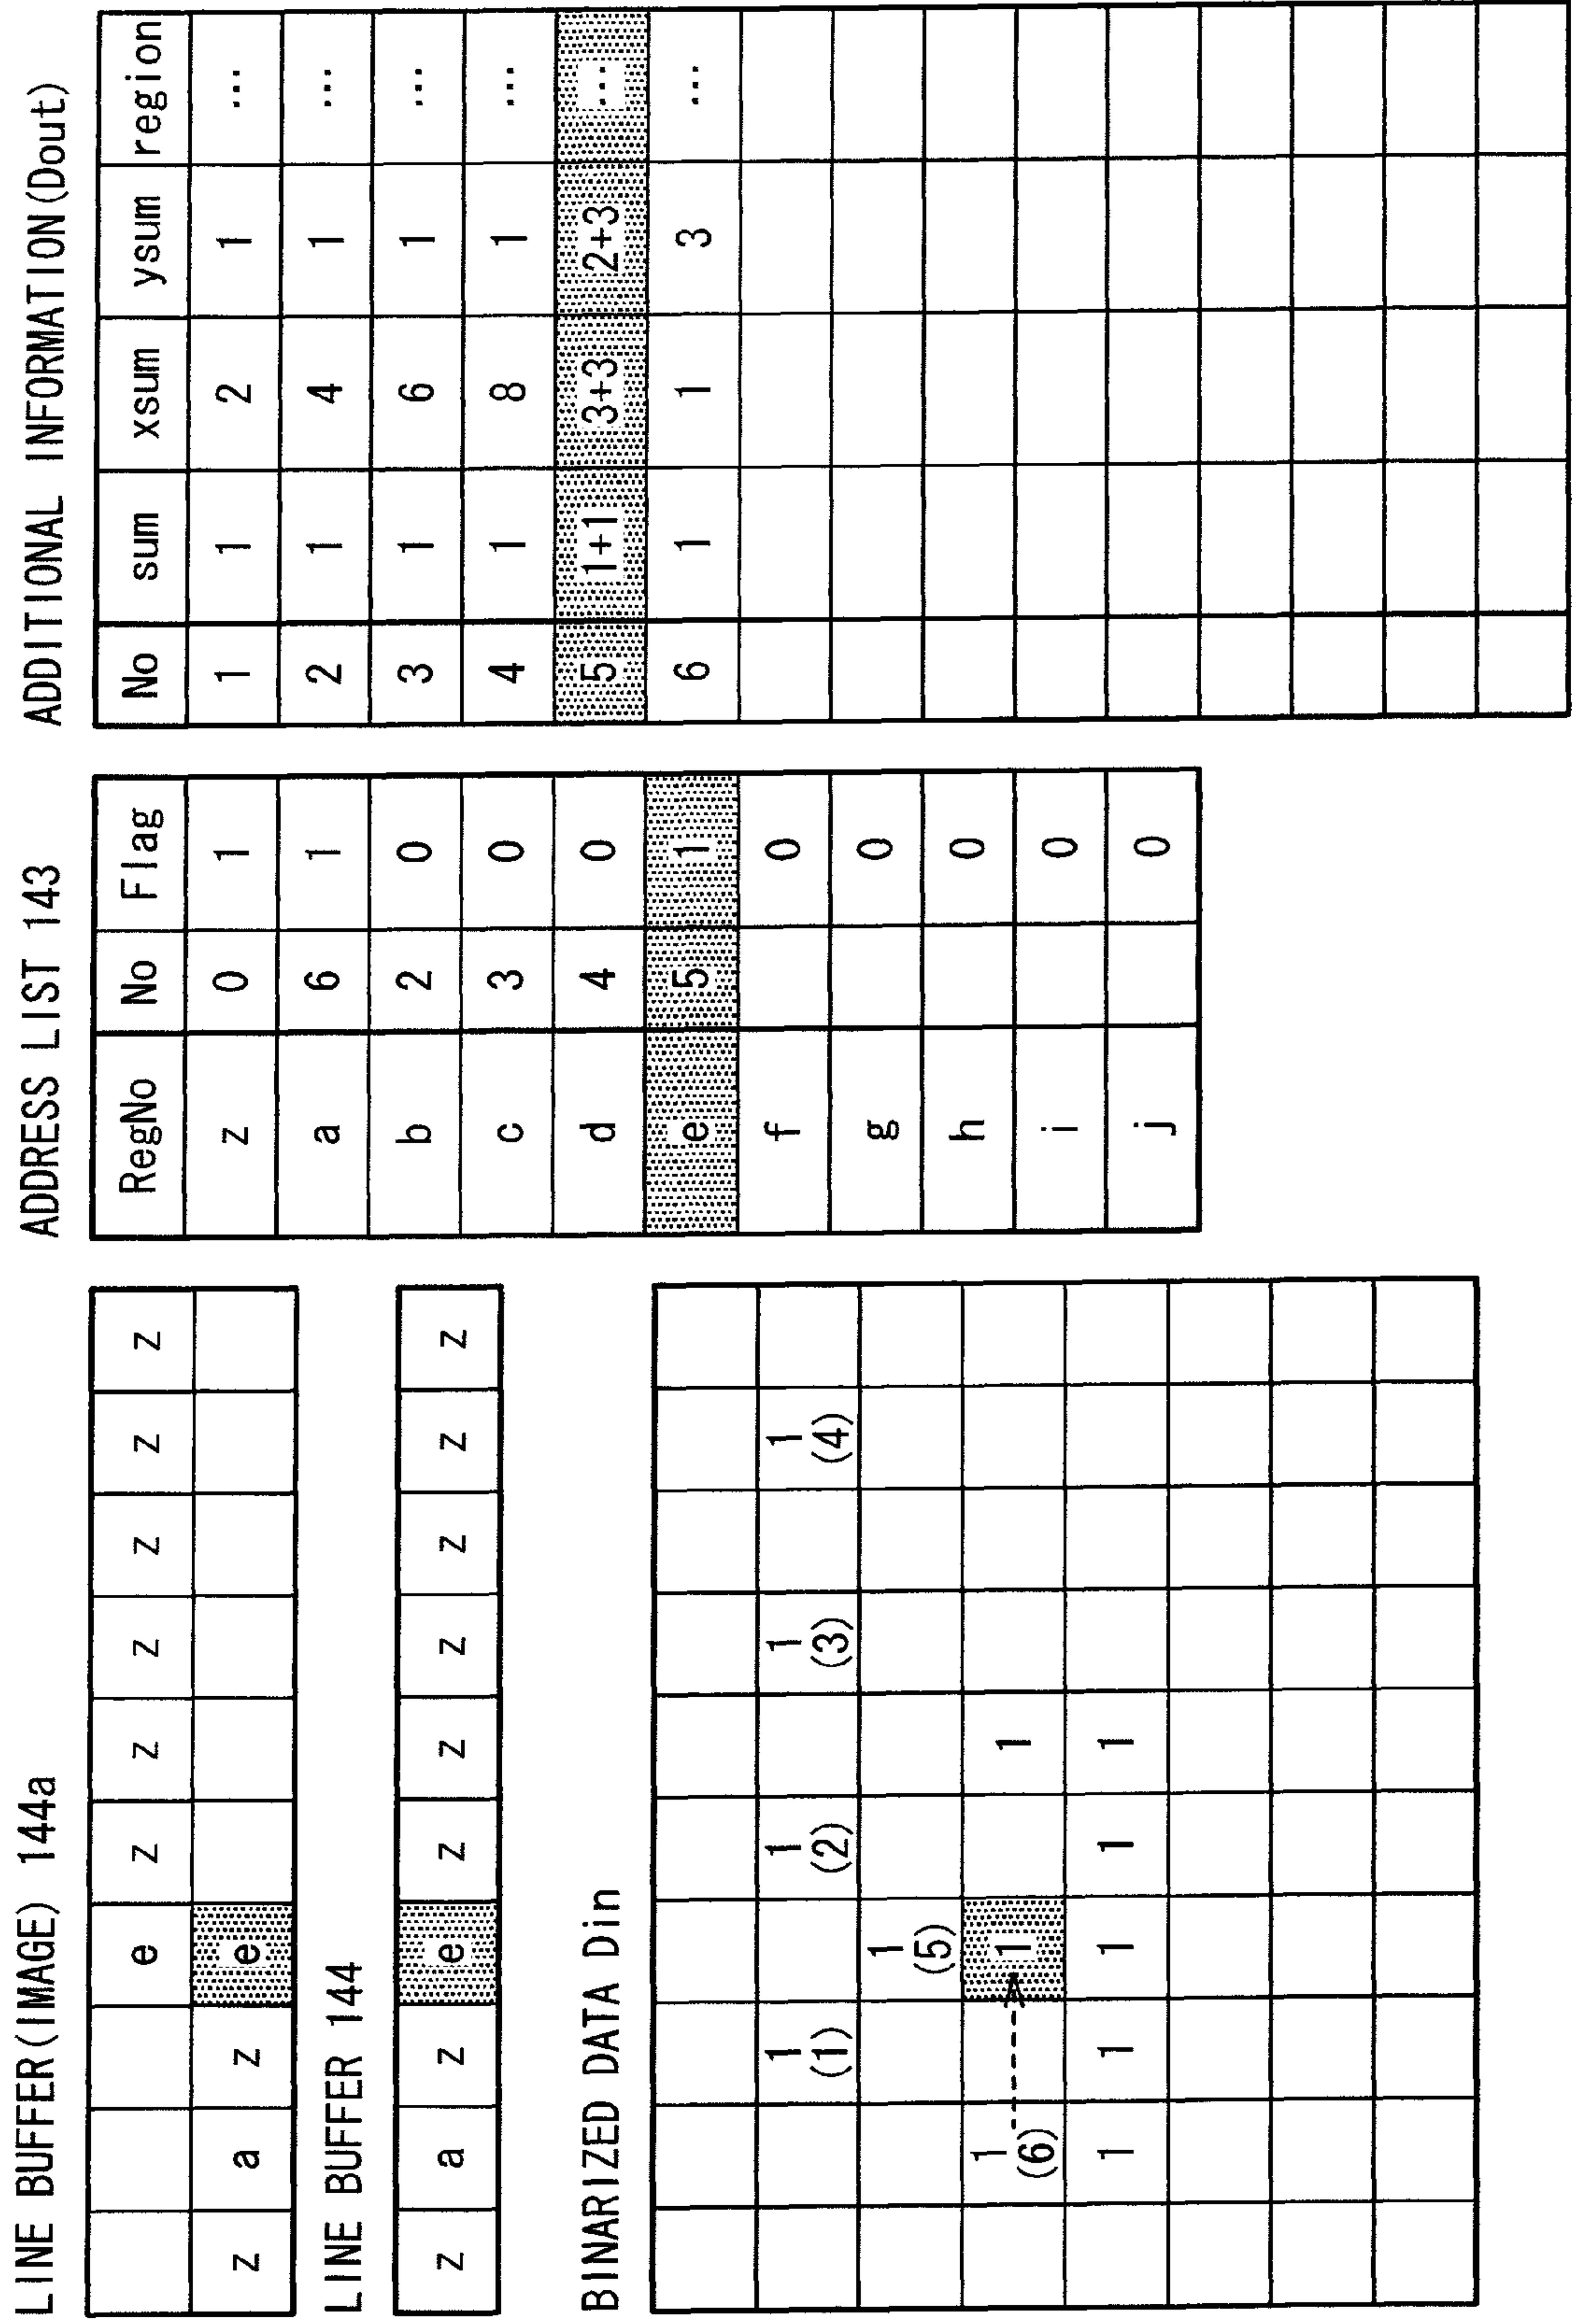 LINE BUFFER(IMAGE) 144a
e z z z z z z
z a z e
LINE BUFFER 144
z a z e z z z z z z
BINARIZED DATA Din
1 1 1 1
(1) (2) (3) (4)
1
(5)
1 1 1
(6)
1 1 1 1 1
ADDRESS LIST 143
RegNo No Flag
z 0 1
a 6 1
b 2 0
c 3 0
d 4 0
e 5 1
f 0
g 0
h 0
i 0
j 0
ADDITIONAL INFORMATION(Dout)
No sum xsum ysum region
1 1 2 1 ...
2 1 4 1 ...
3 1 6 1 ...
4 1 8 1 ...
5 1+1 3+3 2+3 ...
6 1 1 3 ...